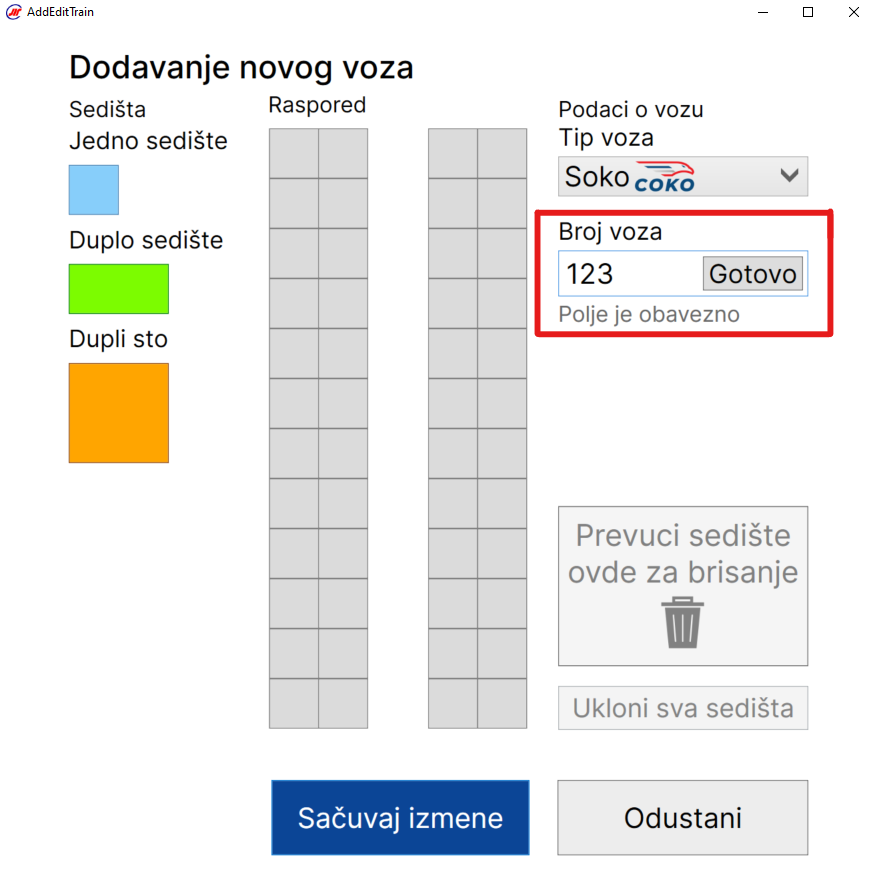 AddEditTrain
Dodavanje novog voza
Sedišta
Jedno sedište
Duplo sedište
Dupli sto
Raspored
Podaci o vozu
Tip voza
Soko СОКО
Broj voza
123 Gotovo
Polje je obavezno
Prevuci sedište
ovde za brisanje
Ukloni sva sedišta
Sačuvaj izmene
Odustani